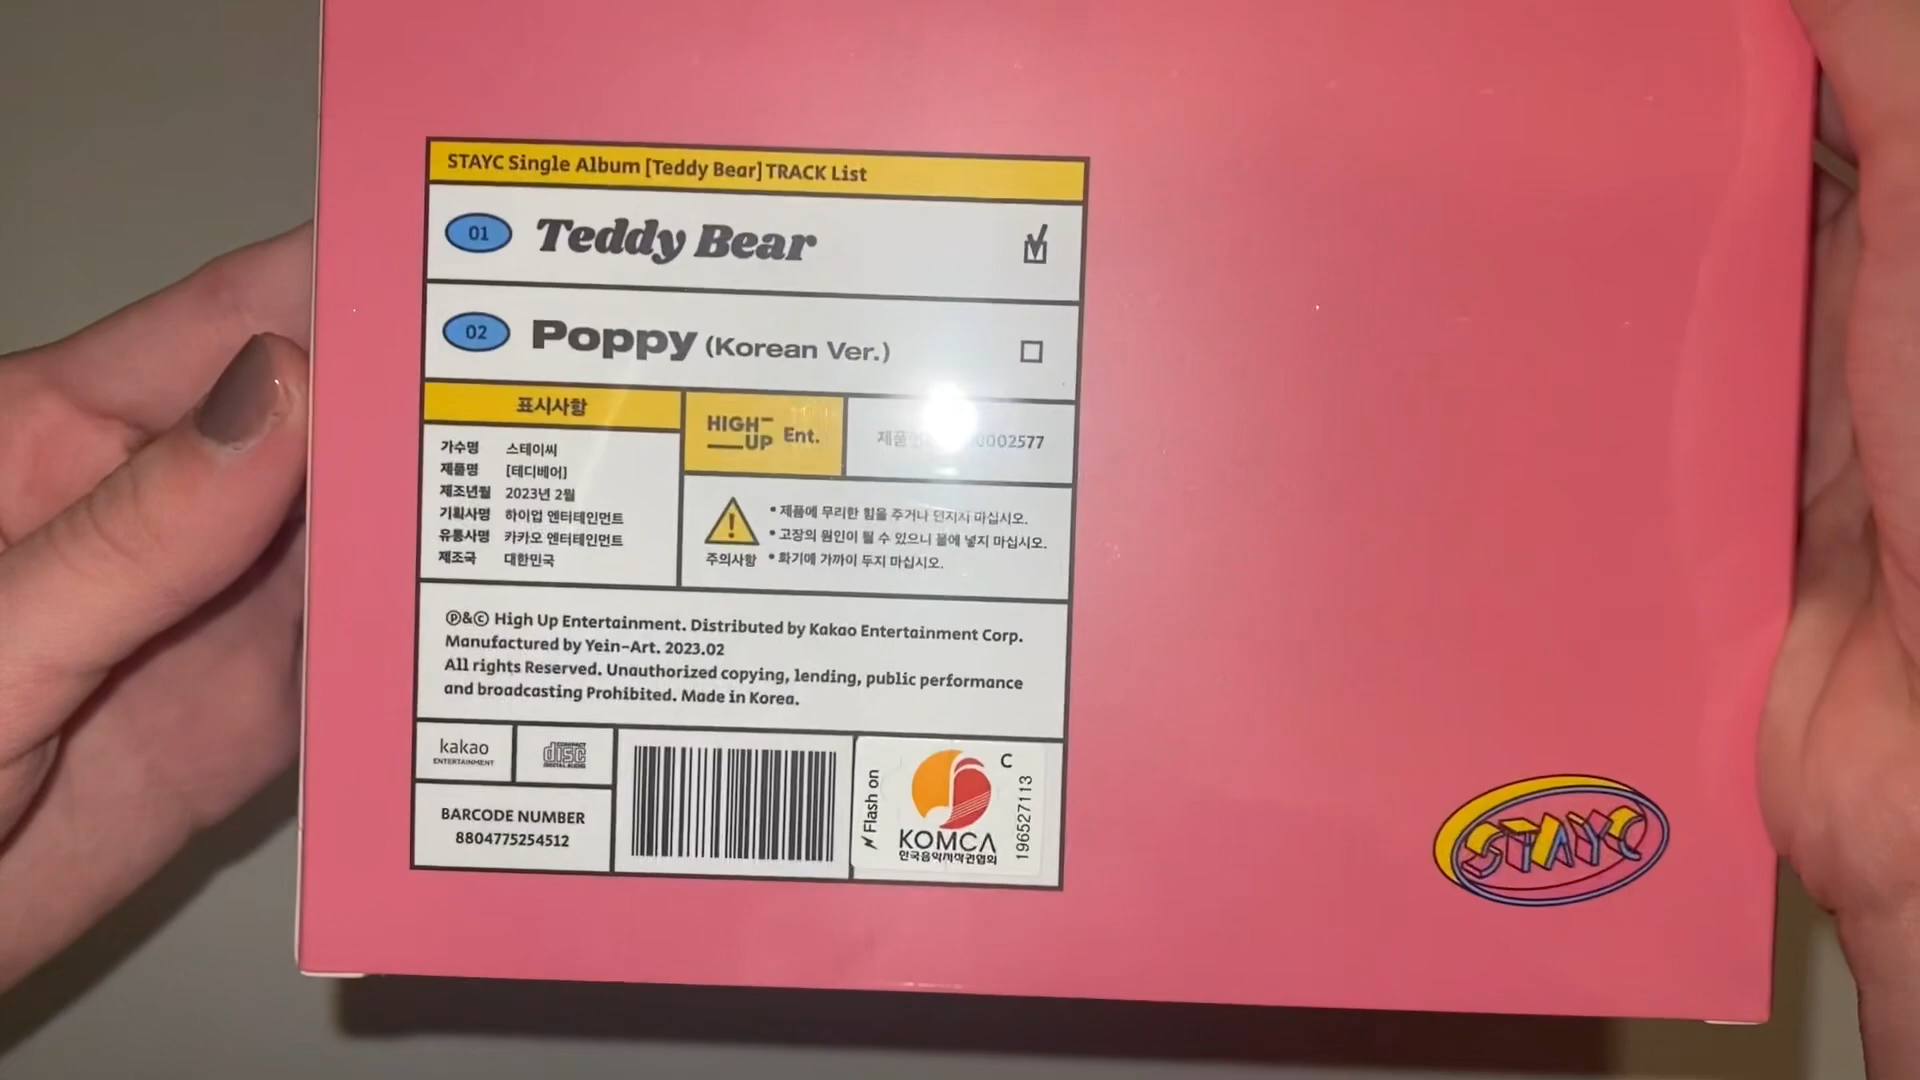 STAYC Single Album [Teddy Bear] TRACK List
01 Teddy Bear
02 Poppy (Korean Ver.)
표시사항
가수명 스테이씨
제품명 [테디베어]
제조년월 2023년 2월
기획사명 하이업 엔터테인먼트
유통사명 카카오 엔터테인먼트
제조국 대한민국
HIGH UP Ent.
0002577
• 제품에 무리한 힘을 주거나 던지지 마십시오.
• 고장의 원인이 될 수 있으니 물에 넣지 마십시오.
• 화기에 가까이 두지 마십시오.
주의사항
Ⓟ&Ⓒ High Up Entertainment. Distributed by Kakao Entertainment Corp.
Manufactured by Yein-Art. 2023.02
All rights Reserved. Unauthorized copying, lending, public performance
and broadcasting Prohibited. Made in Korea.
kakao
ENTERTAINMENT
COMPACT
disc
DIGITAL AUDIO
BARCODE NUMBER
8804775254512
Flash on
C
KOMCA
한국음악저작권협회
196527113
STAYC